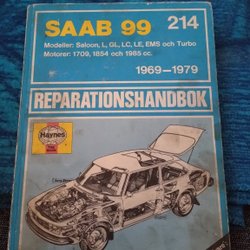 SAAB 99
214
Modeller: Saloon, L, GL, LC, LE, EMS och Turbo
Motorer: 1709, 1854 och 1985 cc.
1969-1979
REPARATIONSHANDBOK
Haynes